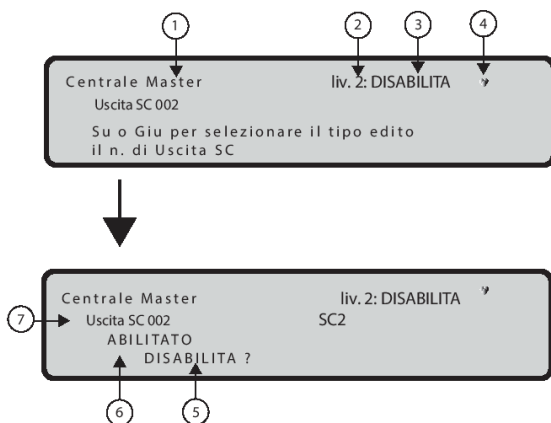 1 2 3 4
Centrale Master liv. 2: DISABILITA
Uscita SC 002
Su o Giu per selezionare il tipo edito
il n. di Uscita SC
Centrale Master liv. 2: DISABILITA
7 Uscita SC 002 SC2
ABILITATO
DISABILITA ?
6 5